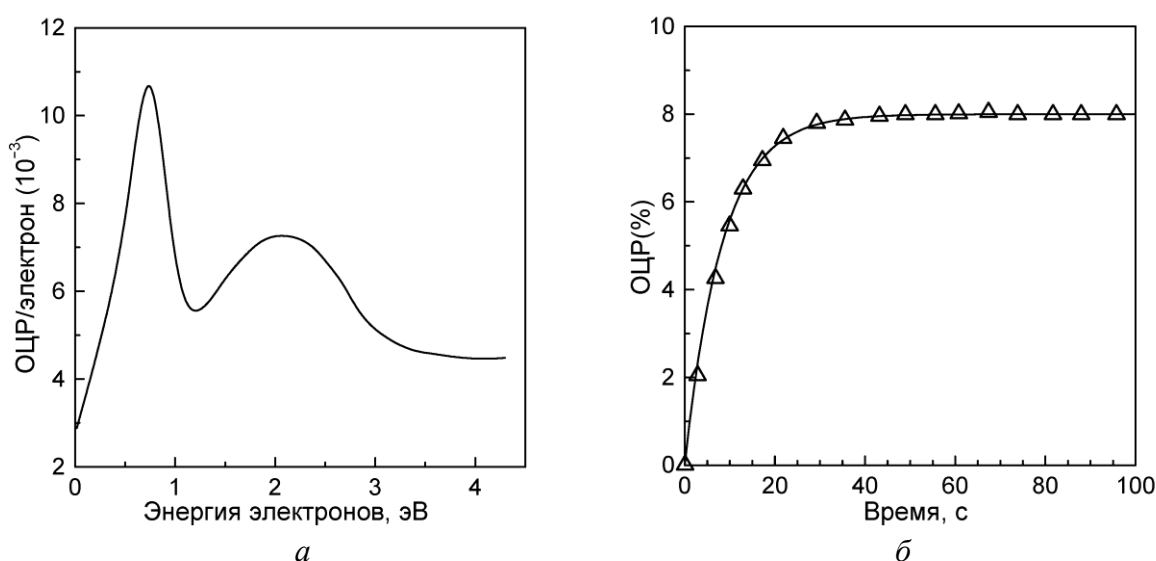 12
10
8
6
4
2
ОЦР/электрон (10⁻³)
0 1 2 3 4
Энергия электронов, эВ
а
10
8
6
4
2
0
ОЦР(%)
0 20 40 60 80 100
Время, с
б